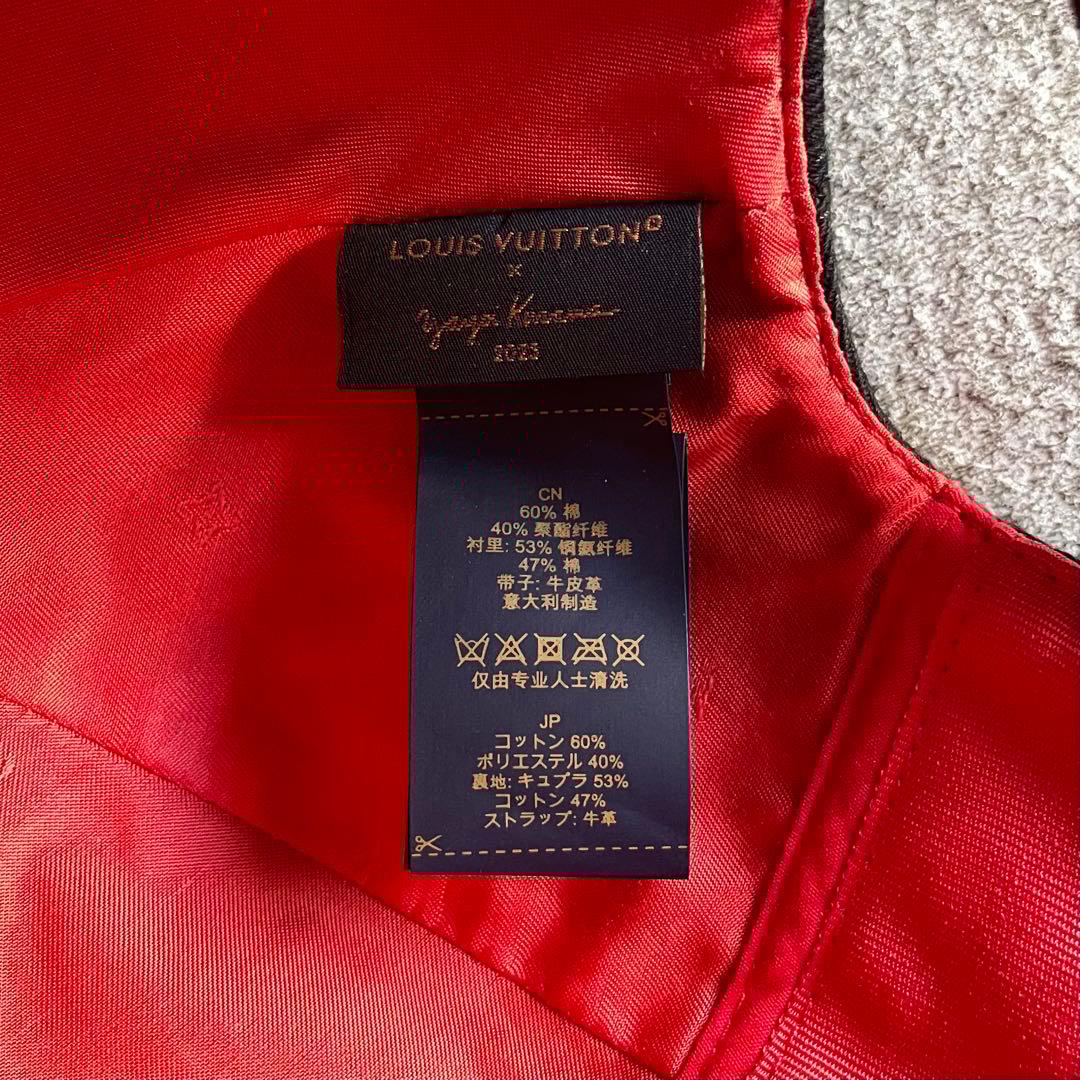 LOUIS VUITTON
×
Yayoi Kusama
2023
CN
60% 棉
40% 聚酯纤维
衬里: 53% 铜氨纤维
47% 棉
带子: 牛皮革
意大利制造
仅由专业人士清洗
JP
コットン 60%
ポリエステル 40%
裏地: キュプラ 53%
コットン 47%
ストラップ: 牛革